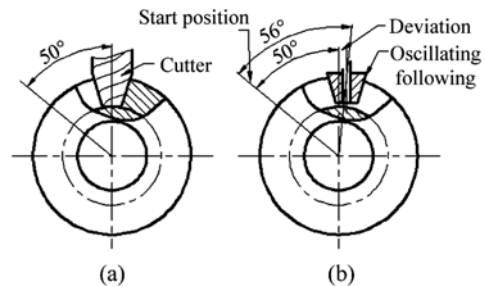 Start position
50°
Cutter
56°
50°
Deviation
Oscillating
following
(a)
(b)